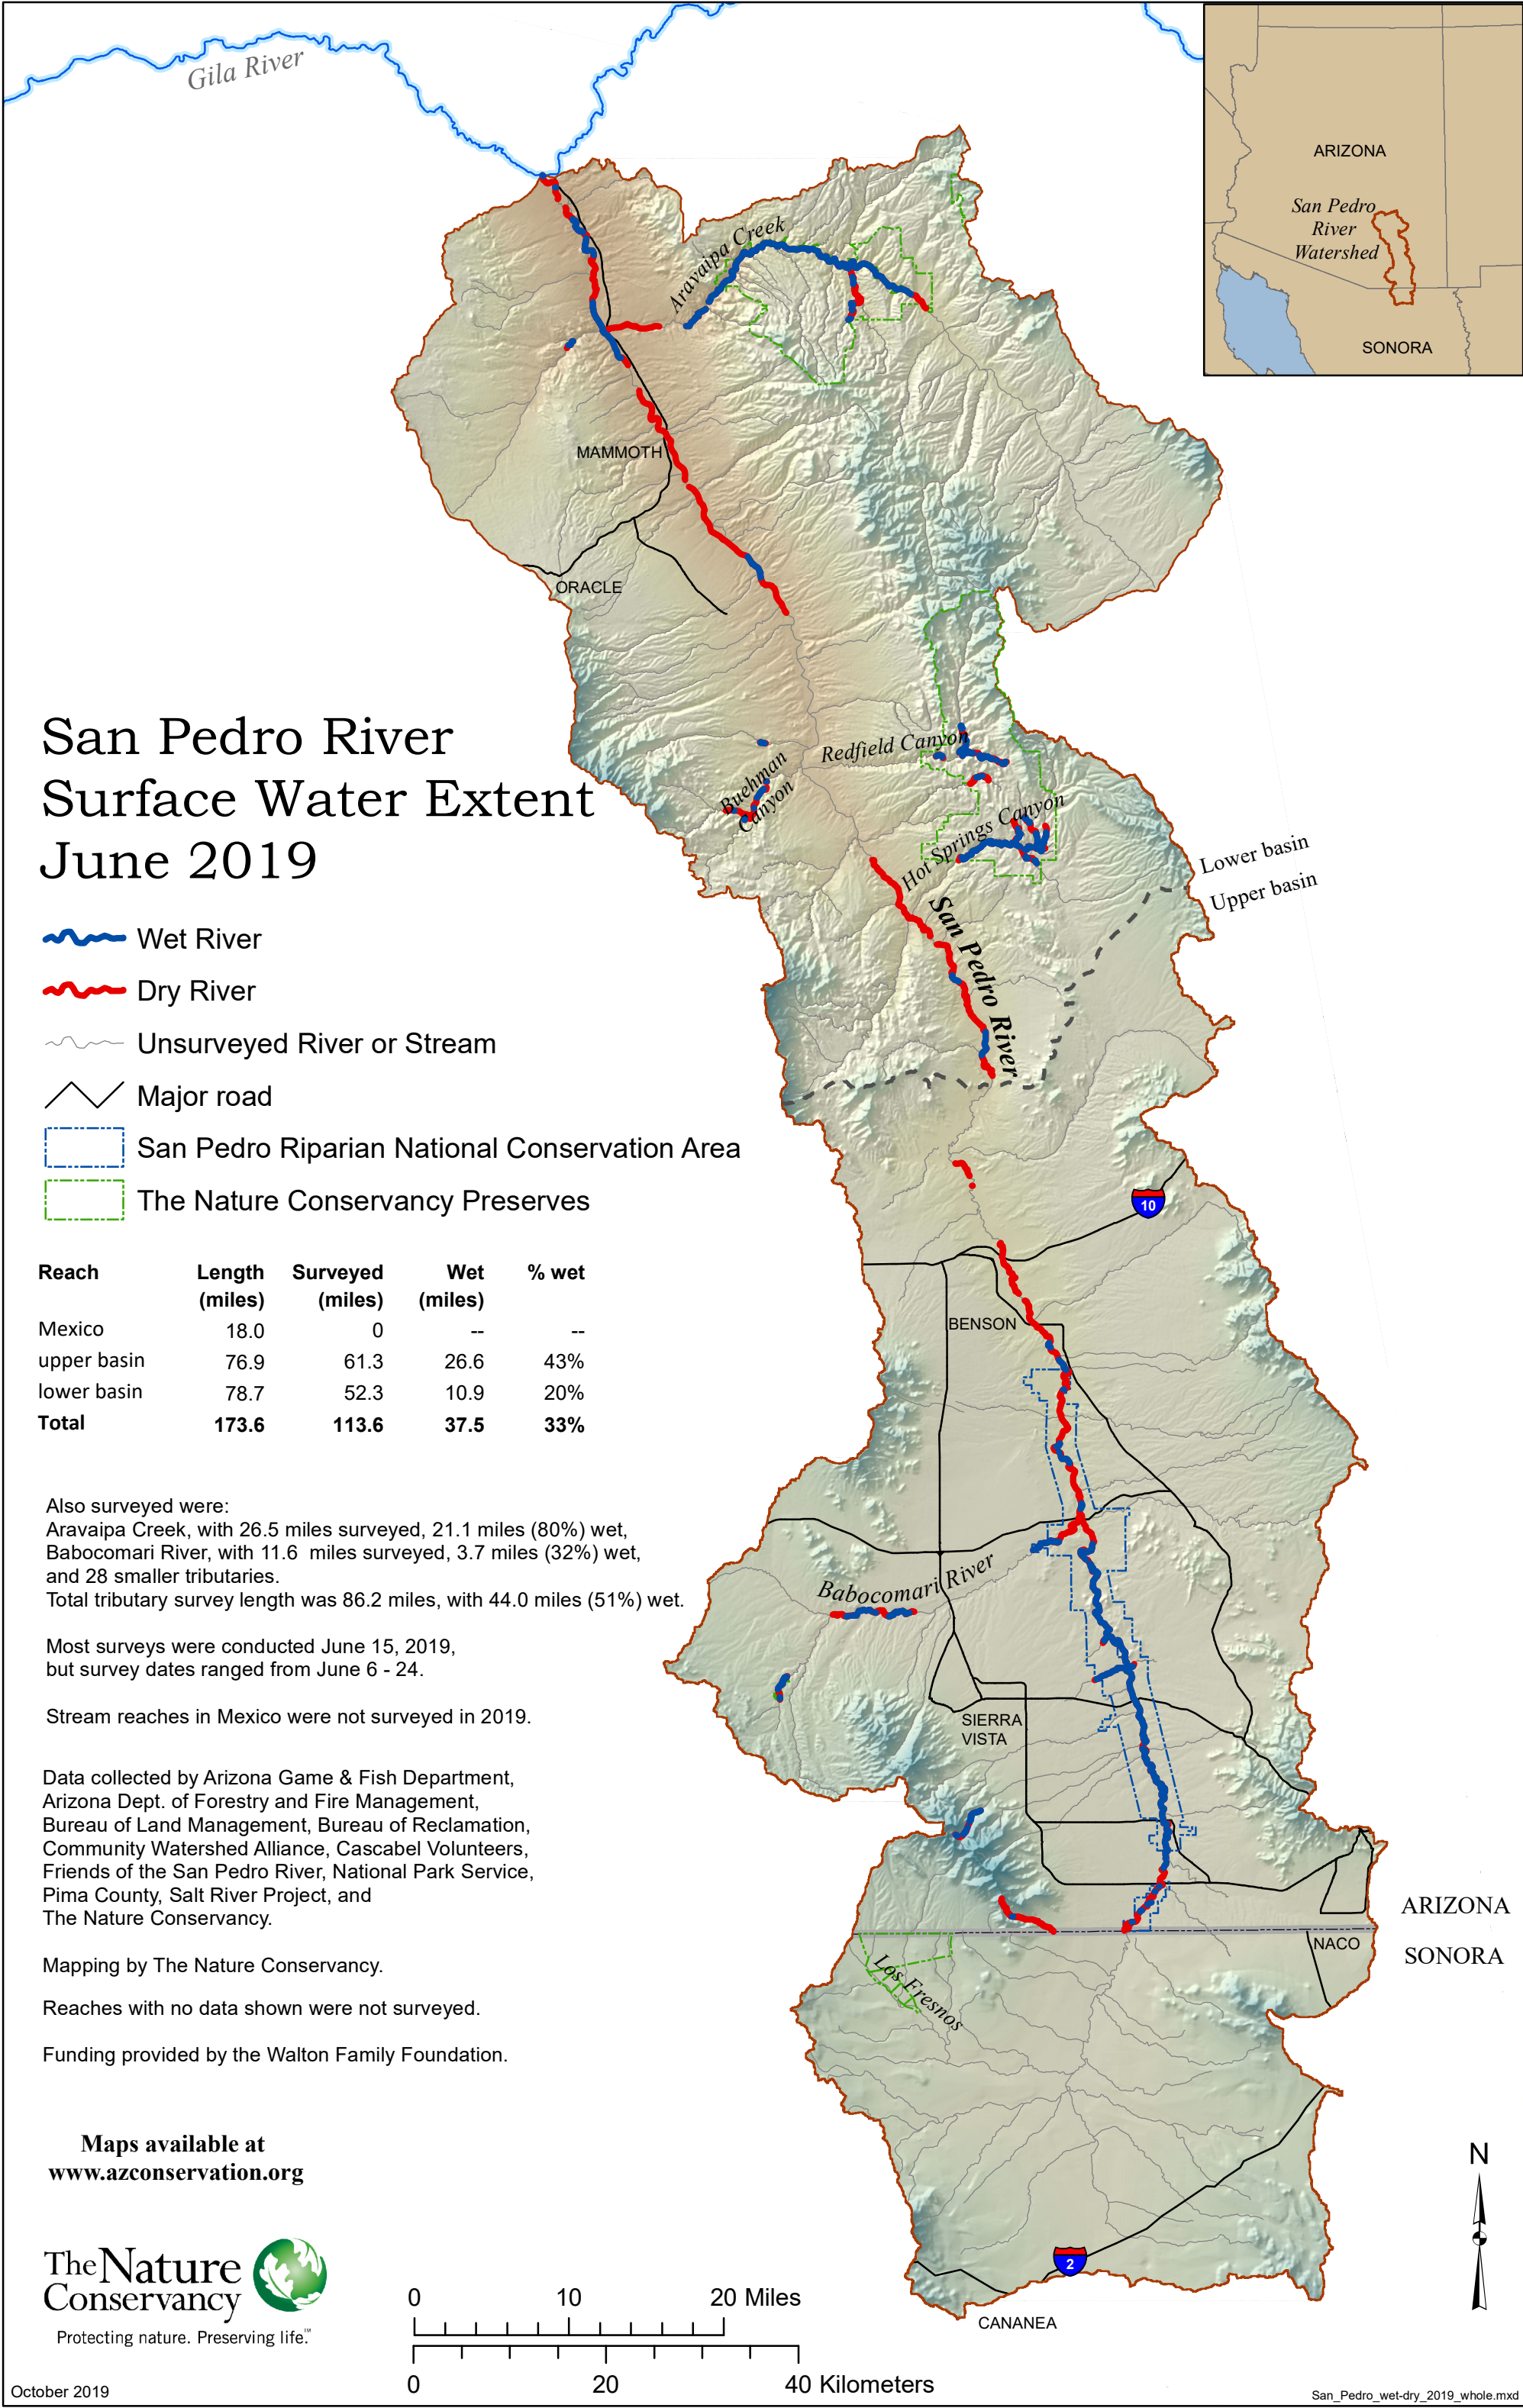 Gila River
ARIZONA
San Pedro
River
Watershed
SONORA
Aravaipa Creek
MAMMOTH
ORACLE
San Pedro River
Surface Water Extent
June 2019
Redfield Canyon
Buehman
Canyon
Hot Springs Canyon
Lower basin
Upper basin
San Pedro River
Wet River
Dry River
Unsurveyed River or Stream
Major road
San Pedro Riparian National Conservation Area
The Nature Conservancy Preserves
10
BENSON
Reach Length Surveyed Wet % wet
(miles) (miles) (miles)
Mexico 18.0 0 -- --
upper basin 76.9 61.3 26.6 43%
lower basin 78.7 52.3 10.9 20%
Total 173.6 113.6 37.5 33%
Also surveyed were:
Aravaipa Creek, with 26.5 miles surveyed, 21.1 miles (80%) wet,
Babocomari River, with 11.6 miles surveyed, 3.7 miles (32%) wet,
and 28 smaller tributaries.
Total tributary survey length was 86.2 miles, with 44.0 miles (51%) wet.
Most surveys were conducted June 15, 2019,
but survey dates ranged from June 6 - 24.
Stream reaches in Mexico were not surveyed in 2019.
Babocomari River
SIERRA
VISTA
Data collected by Arizona Game & Fish Department,
Arizona Dept. of Forestry and Fire Management,
Bureau of Land Management, Bureau of Reclamation,
Community Watershed Alliance, Cascabel Volunteers,
Friends of the San Pedro River, National Park Service,
Pima County, Salt River Project, and
The Nature Conservancy.
Mapping by The Nature Conservancy.
Reaches with no data shown were not surveyed.
Funding provided by the Walton Family Foundation.
ARIZONA
NACO
SONORA
Los Fresnos
Maps available at
www.azconservation.org
N
2
CANANEA
The Nature
Conservancy
Protecting nature. Preserving life.™
0 10 20 Miles
0 20 40 Kilometers
October 2019
San_Pedro_wet-dry_2019_whole.mxd